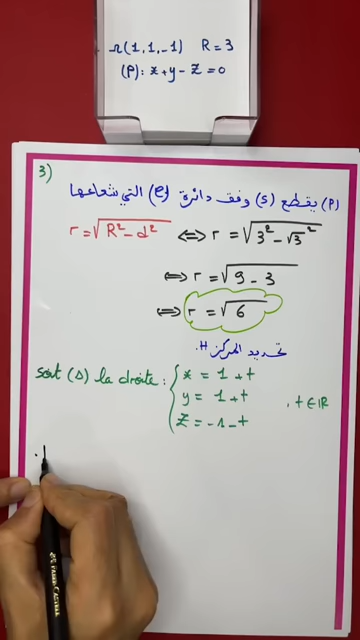 Ω(1,1,-1) R=3
(P): x+y-z=0
3)
(P) يقطع (S) وفق دائرة (φ) التي شعاعها
r=√R²-d² ⟺ r=√3²-√3²
⟺ r=√9-3
⟺ r=√6
تحديد المركز H.
soit (Δ) la droite: { x = 1+t
y = 1+t
z = -1-t
, t∈ℝ